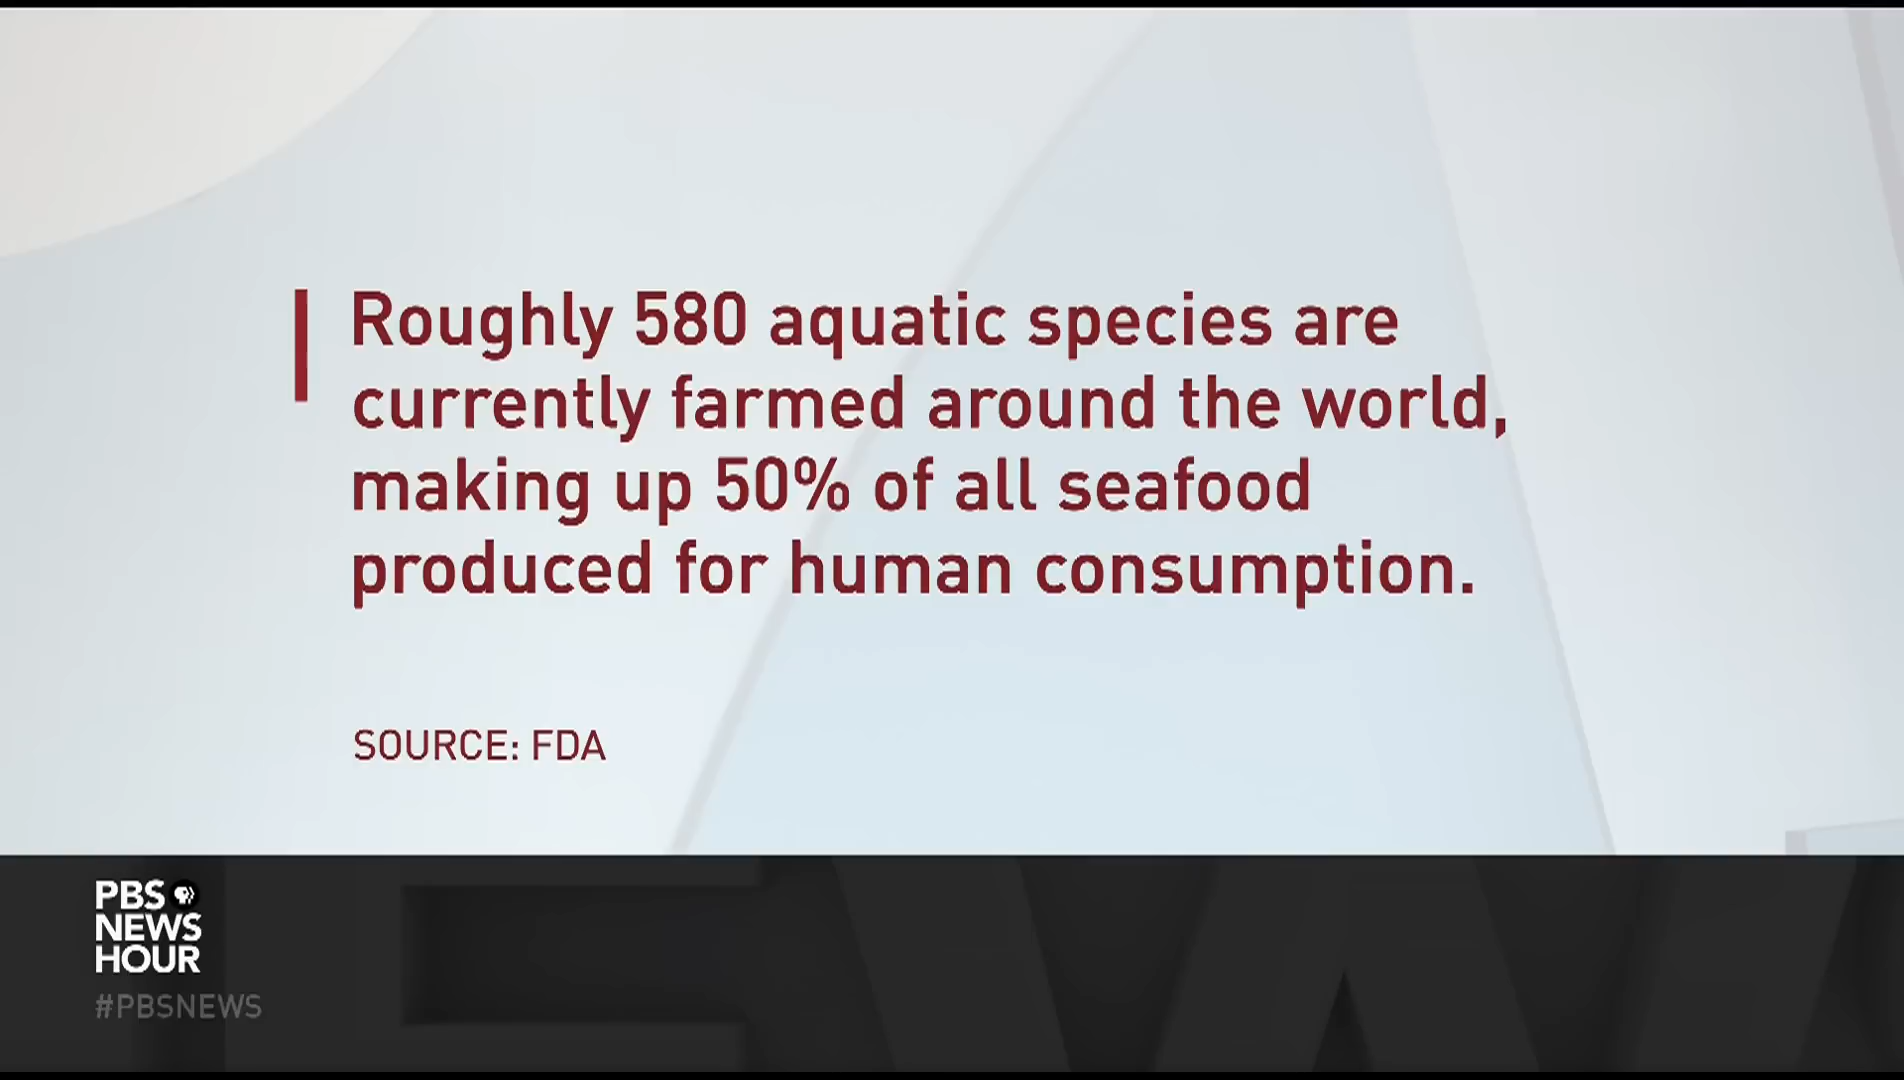 Roughly 580 aquatic species are
currently farmed around the world,
making up 50% of all seafood
produced for human consumption.
SOURCE: FDA
PBS
NEWS
HOUR
#PBSNEWS